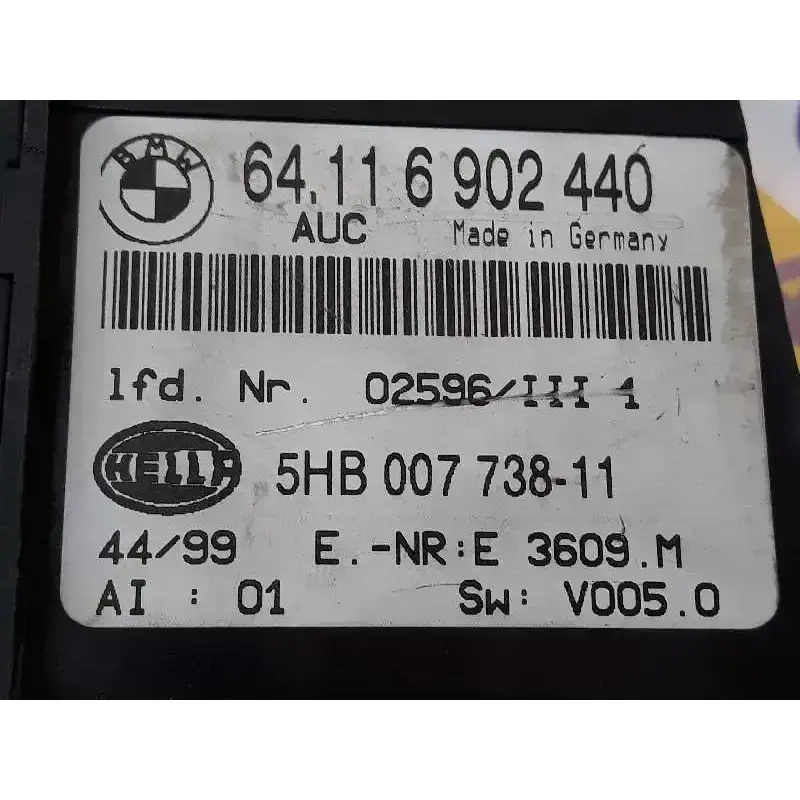 BMW 64.11 6 902 440
AUC Made in Germany
lfd. Nr. 02596/III 1
HELLA 5HB 007 738-11
44/99 E.-NR:E 3609.M
AI : 01 Sw: V005.0